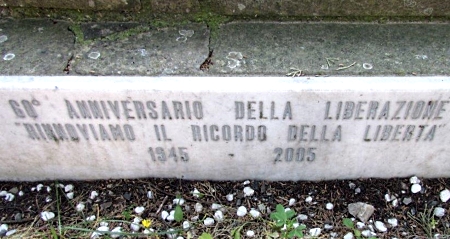 60° ANNIVERSARIO DELLA LIBERAZIONE
"RINNOVIAMO IL RICORDO DELLA LIBERTA'"
1945 - 2005